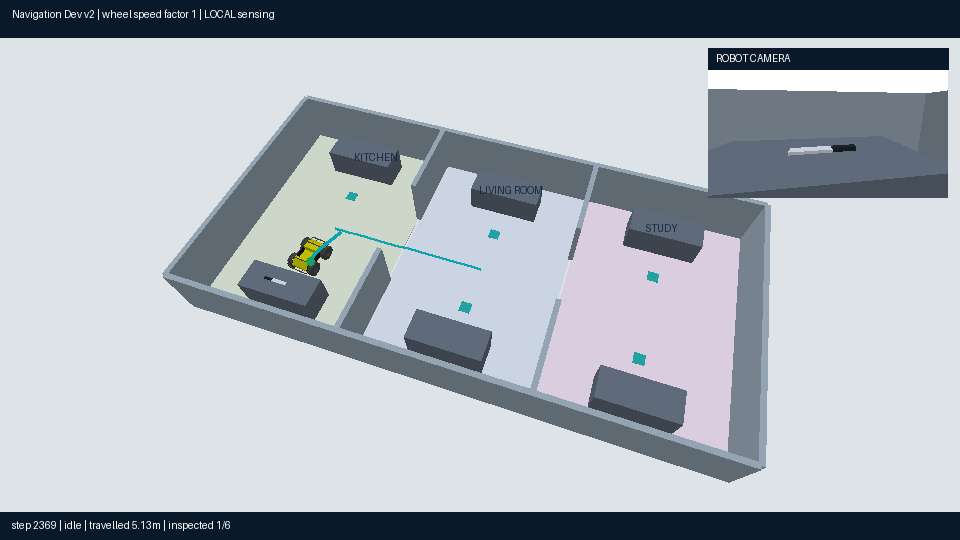 Navigation Dev v2 | wheel speed factor 1 | LOCAL sensing
ROBOT CAMERA
KITCHEN
LIVING ROOM
STUDY
step 2369 | idle | travelled 5.13m | inspected 1/6